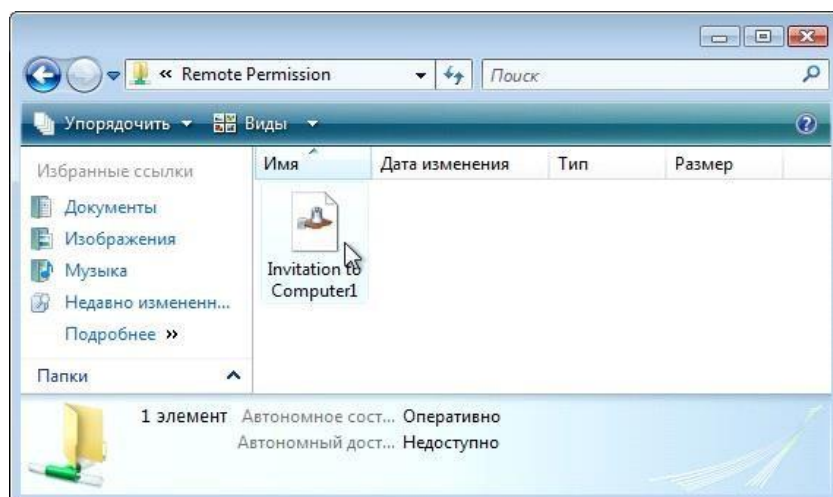 « Remote Permission
Поиск
Упорядочить Виды
Избранные ссылки
Имя Дата изменения Тип Размер
Документы
Изображения
Музыка
Недавно измененн...
Подробнее »
Папки
Invitation to
Computer1
1 элемент Автономное сост... Оперативно
Автономный дост... Недоступно